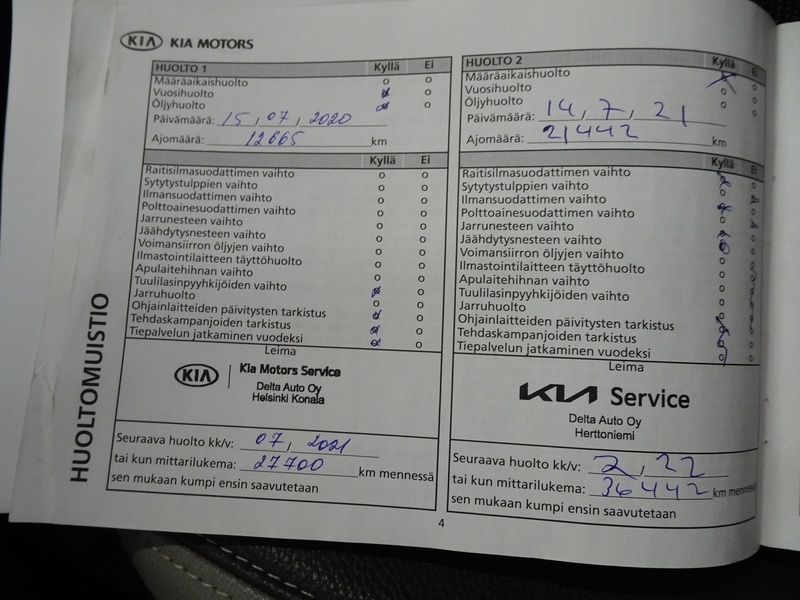 KIA KIA MOTORS
HUOLTO 1 Kyllä Ei
Määräaikaishuolto o o
Vuosihuolto o o
Öljyhuolto o o
Päivämäärä: 15, 07, 2020
Ajomäärä: 12665 km
Kyllä Ei
Raitisilmasuodattimen vaihto o o
Sytytystulppien vaihto o o
Ilmansuodattimen vaihto o o
Polttoainesuodattimen vaihto o o
Jarrunesteen vaihto o o
Jäähdytysnesteen vaihto o o
Voimansiirron öljyjen vaihto o o
Ilmastointilaitteen täyttöhuolto o o
Apulaitehihnan vaihto o o
Tuulilasinpyyhkijöiden vaihto o o
Jarruhuolto o o
Ohjainlaitteiden päivitysten tarkistus o o
Tehdaskampanjoiden tarkistus o o
Tiepalvelun jatkaminen vuodeksi o o
Leima
KIA Kia Motors Service
Delta Auto Oy
Helsinki Konala
Seuraava huolto kk/v: 07, 2021
tai kun mittarilukema: 27700 km mennessä
sen mukaan kumpi ensin saavutetaan
HUOLTO 2 Kyllä Ei
Määräaikaishuolto o
Vuosihuolto o o
Öljyhuolto o o
Päivämäärä: 14, 7, 21
Ajomäärä: 21442 km
Kyllä Ei
Raitisilmasuodattimen vaihto
Sytytystulppien vaihto
Ilmansuodattimen vaihto
Polttoainesuodattimen vaihto
Jarrunesteen vaihto
Jäähdytysnesteen vaihto
Voimansiirron öljyjen vaihto
Ilmastointilaitteen täyttöhuolto
Apulaitehihnan vaihto
Tuulilasinpyyhkijöiden vaihto
Jarruhuolto
Ohjainlaitteiden päivitysten tarkistus
Tehdaskampanjoiden tarkistus
Tiepalvelun jatkaminen vuodeksi
Leima
KIA Service
Delta Auto Oy
Herttoniemi
Seuraava huolto kk/v: 2, 22
tai kun mittarilukema: 36442 km mennessä
sen mukaan kumpi ensin saavutetaan
HUOLTOMUISTIO
4